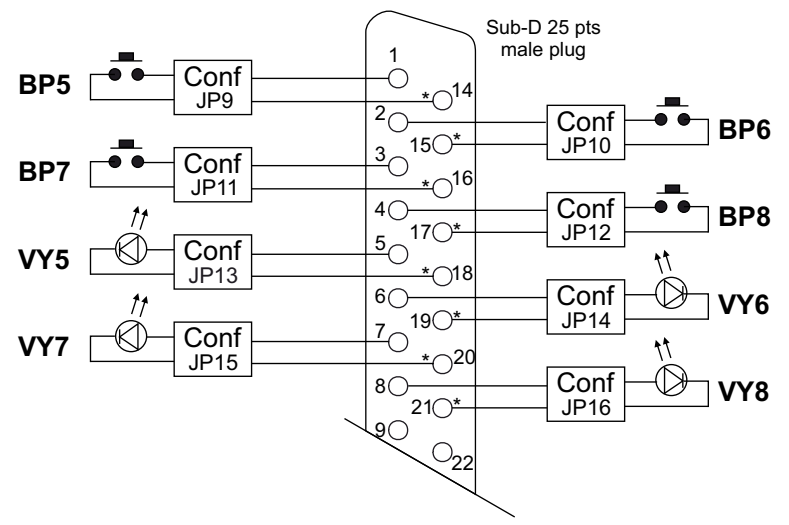 Sub-D 25 pts
male plug
1
BP5
Conf
JP9
* 14
2
Conf
JP10
BP6
15 *
3
BP7
Conf
JP11
* 16
4
Conf
JP12
BP8
17 *
5
VY5
Conf
JP13
* 18
6
Conf
JP14
VY6
19 *
7
VY7
Conf
JP15
* 20
8
Conf
JP16
VY8
21 *
9
22